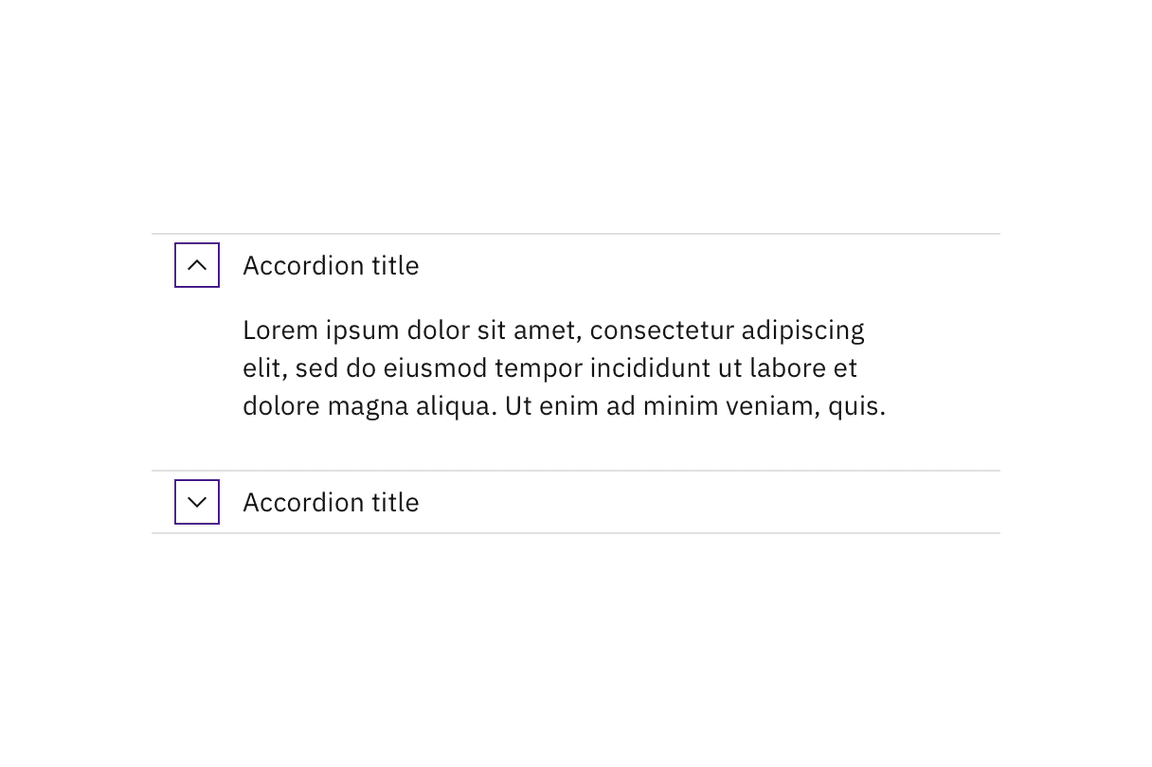 Accordion title
Lorem ipsum dolor sit amet, consectetur adipiscing
elit, sed do eiusmod tempor incididunt ut labore et
dolore magna aliqua. Ut enim ad minim veniam, quis.
Accordion title